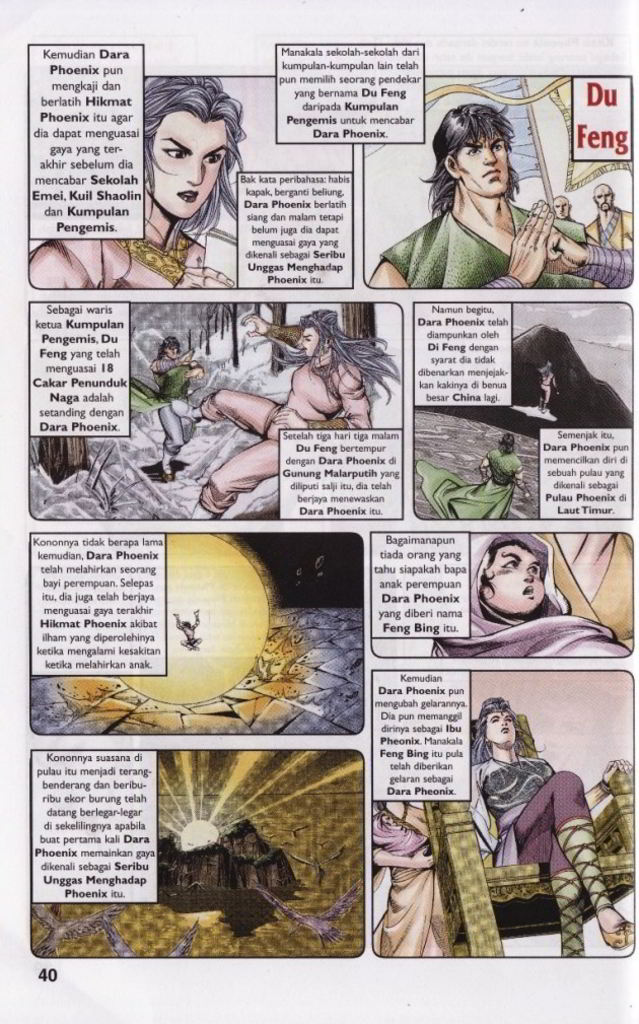 Kemudian Dara
Phoenix pun
mengkaji dan
berlatih Hikmat
Phoenix itu agar
dia dapat menguasai
gaya yang ter-
akhir sebelum dia
mencabar Sekolah
Emei, Kuil Shaolin
dan Kumpulan
Pengemis.
Bak kata peribahasa: habis
kapak, berganti beliung,
Dara Phoenix berlatih
siang dan malam tetapi
belum juga dia dapat
menguasai gaya yang
dikenali sebagai Seribu
Unggas Menghadap
Phoenix itu.
Manakala sekolah-sekolah dari
kumpulan-kumpulan lain telah
pun memilih seorang pendekar
yang bernama Du Feng
daripada Kumpulan
Pengemis untuk mencabar
Dara Phoenix.
Du
Feng
Sebagai waris
ketua Kumpulan
Pengemis, Du
Feng yang telah
menguasai 18
Cakar Penunduk
Naga adalah
setanding dengan
Dara Phoenix.
Setelah tiga hari tiga malam
Du Feng bertempur
dengan Dara Phoenix di
Gunung Malarputih yang
diliputi salji itu, dia telah
berjaya menewaskan
Dara Phoenix itu.
Namun begitu,
Dara Phoenix telah
diampunkan oleh
Di Feng dengan
syarat dia tidak
dibenarkan menjejak-
kan kakinya di benua
besar China lagi.
Semenjak itu,
Dara Phoenix pun
memencilkan diri di
sebuah pulau yang
dikenali sebagai
Pulau Phoenix di
Laut Timur.
Kononnya tidak berapa lama
kemudian, Dara Phoenix
telah melahirkan seorang
bayi perempuan. Selepas
itu, dia juga telah berjaya
menguasai gaya terakhir
Hikmat Phoenix akibat
ilham yang diperolehinya
ketika mengalami kesakitan
ketika melahirkan anak.
Bagaimanapun
tiada orang yang
tahu siapakah bapa
anak perempuan
Dara Phoenix
yang diberi nama
Feng Bing itu.
Kononnya suasana di
pulau itu menjadi terang-
benderang dan beribu-
ribu ekor burung telah
datang berlegar-legar
di sekelilingnya apabila
buat pertama kali Dara
Phoenix memainkan gaya
dikenali sebagai Seribu
Unggas Menghadap
Phoenix itu.
Kemudian
Dara Phoenix pun
mengubah gelarannya.
Dia pun memanggil
dirinya sebagai Ibu
Pheonix. Manakala
Feng Bing itu pula
telah diberikan
gelaran sebagai
Dara Pheonix.
40